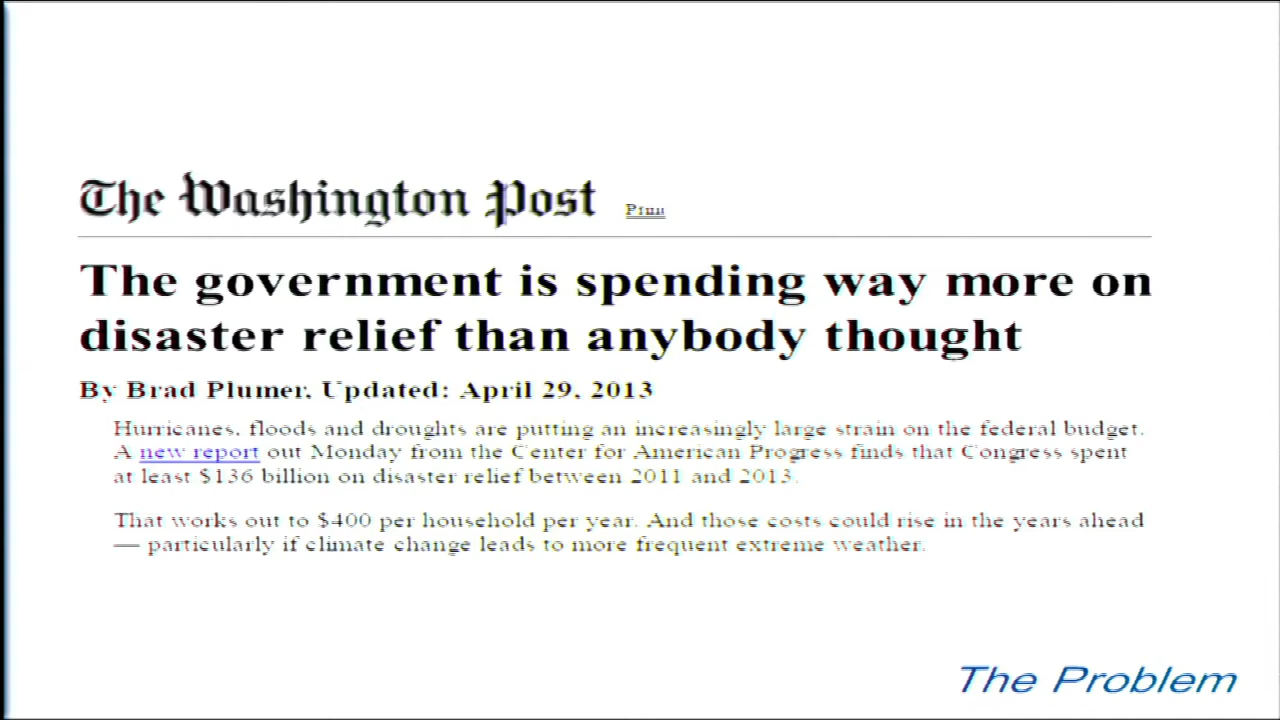 The Washington Post Print
The government is spending way more on
disaster relief than anybody thought
By Brad Plumer, Updated: April 29, 2013
Hurricanes, floods and droughts are putting an increasingly large strain on the federal budget.
A new report out Monday from the Center for American Progress finds that Congress spent
at least $136 billion on disaster relief between 2011 and 2013.
That works out to $400 per household per year. And those costs could rise in the years ahead
— particularly if climate change leads to more frequent extreme weather.
The Problem